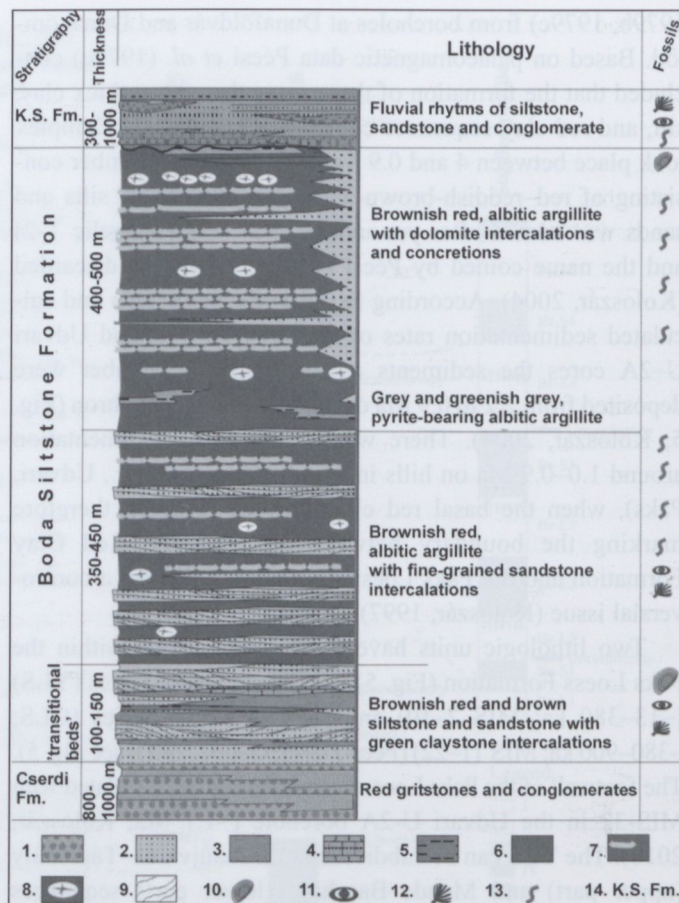 Stratigraphy
Thickness
Lithology
Fossils
K.S. Fm.
300-
1000 m
Fluvial rhytms of siltstone,
sandstone and conglomerate
Boda Siltstone Formation
400-500 m
Brownish red, albitic argillite
with dolomite intercalations
and concretions
Grey and greenish grey,
pyrite-bearing albitic argillite
350-450 m
Brownish red,
albitic argillite
with fine-grained sandstone
intercalations
'transitional
beds'
100-150 m
Brownish red and brown
siltstone and sandstone with
green claystone intercalations
Cserdi
Fm.
800-
1000 m
Red gritstones and conglomerates
1. 2. 3. 4. 5. 6. 7.
8. 9. 10. 11. 12. 13. 14. K.S. Fm.